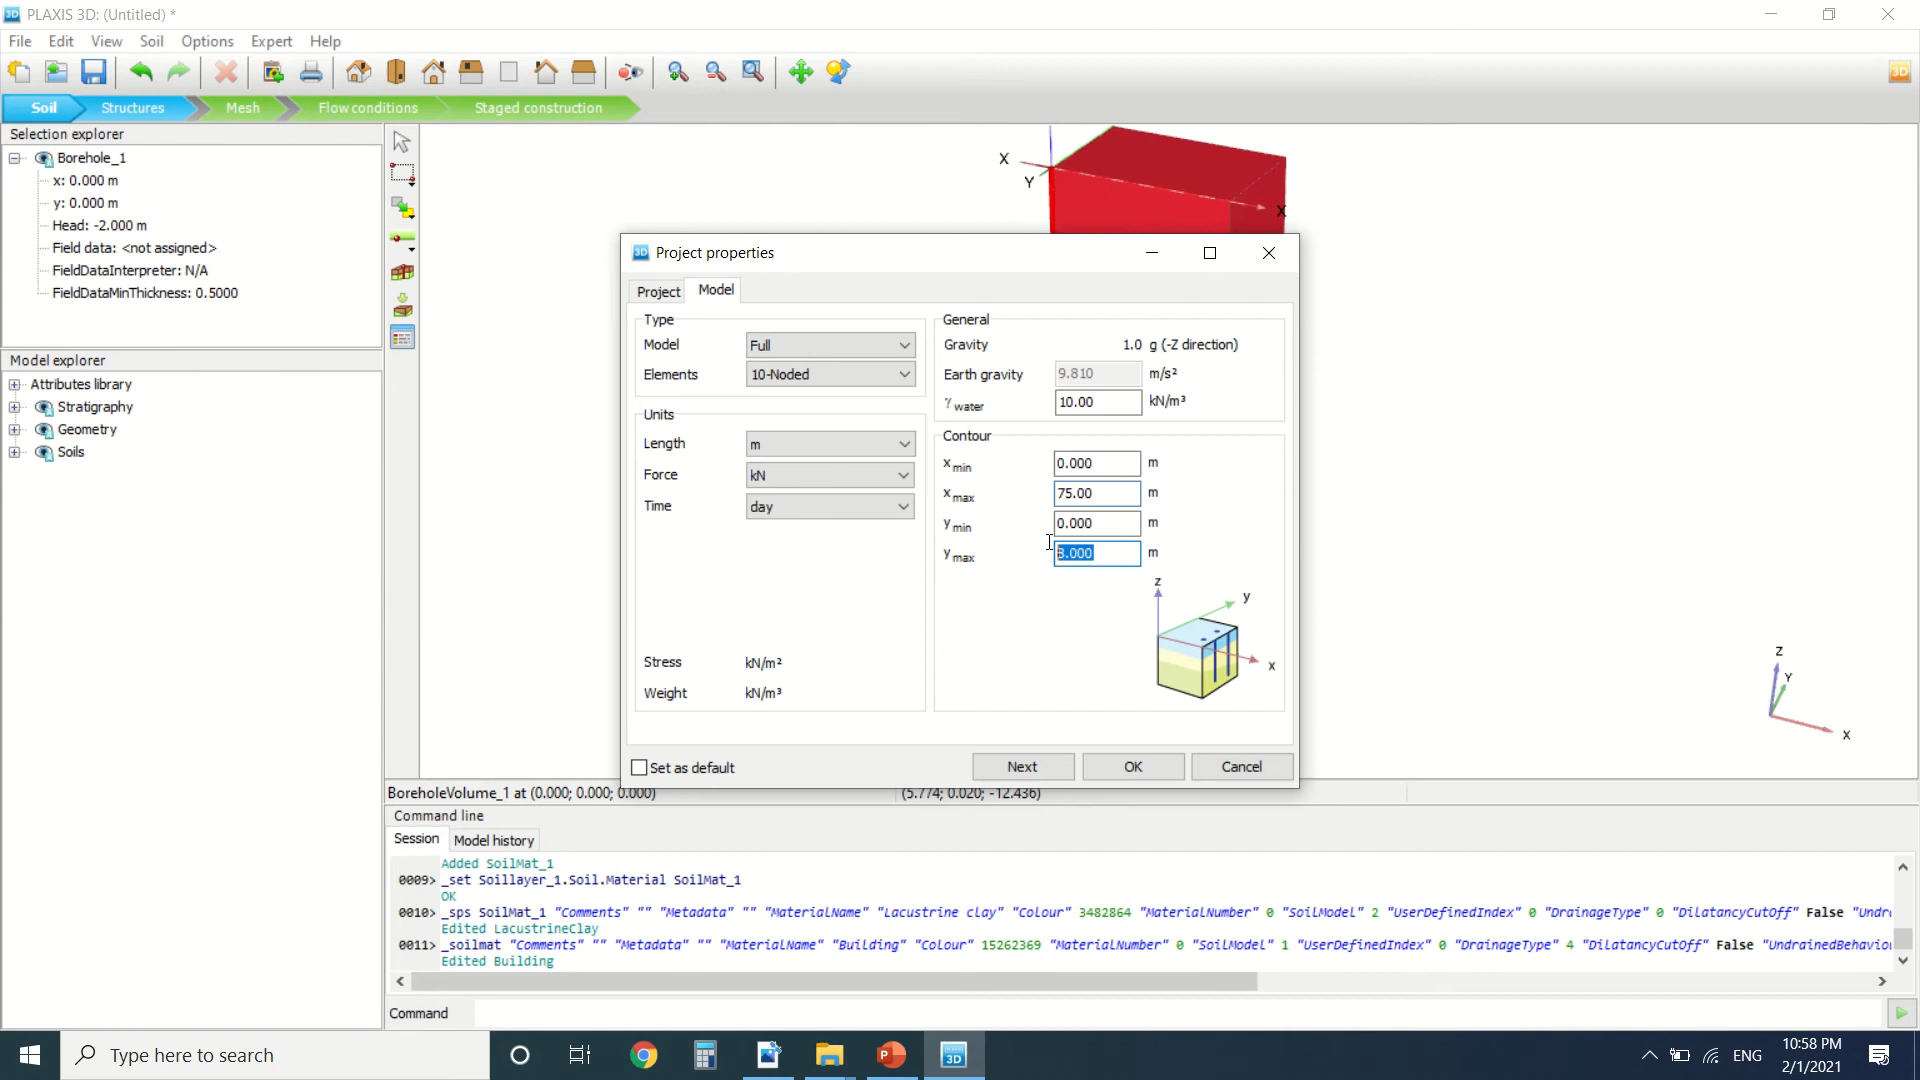 PLAXIS 3D: (Untitled) *
File Edit View Soil Options Expert Help
Soil Structures Mesh Flow conditions Staged construction
Selection explorer
Borehole_1
x: 0.000 m
y: 0.000 m
Head: -2.000 m
Field data: <not assigned>
FieldDataInterpreter: N/A
FieldDataMinThickness: 0.5000
Model explorer
Attributes library
Stratigraphy
Geometry
Soils
X
Y
X
Project properties
Project Model
Type
Model Full
Elements 10-Noded
Units
Length m
Force kN
Time day
Stress kN/m²
Weight kN/m³
General
Gravity 1.0 g (-Z direction)
Earth gravity 9.810 m/s²
γ water 10.00 kN/m³
Contour
x min 0.000 m
x max 75.00 m
y min 0.000 m
y max 3.000 m
z
y
x
Set as default Next OK Cancel
Z
Y
X
BoreholeVolume_1 at (0.000; 0.000; 0.000) (5.774; 0.020; -12.436)
Command line
Session Model history
Added SoilMat_1
0009> _set Soillayer_1.Soil.Material SoilMat_1
OK
0010> _sps SoilMat_1 "Comments" "" "Metadata" "" "MaterialName" "Lacustrine clay" "Colour" 3482864 "MaterialNumber" 0 "SoilModel" 2 "UserDefinedIndex" 0 "DrainageType" 0 "DilatancyCutOff" False "Undr
Edited LacustrineClay
0011> _soilmat "Comments" "" "Metadata" "" "MaterialName" "Building" "Colour" 15262369 "MaterialNumber" 0 "SoilModel" 1 "UserDefinedIndex" 0 "DrainageType" 4 "DilatancyCutOff" False "UndrainedBehaviou
Edited Building
Command
Type here to search
ENG
10:58 PM
2/1/2021